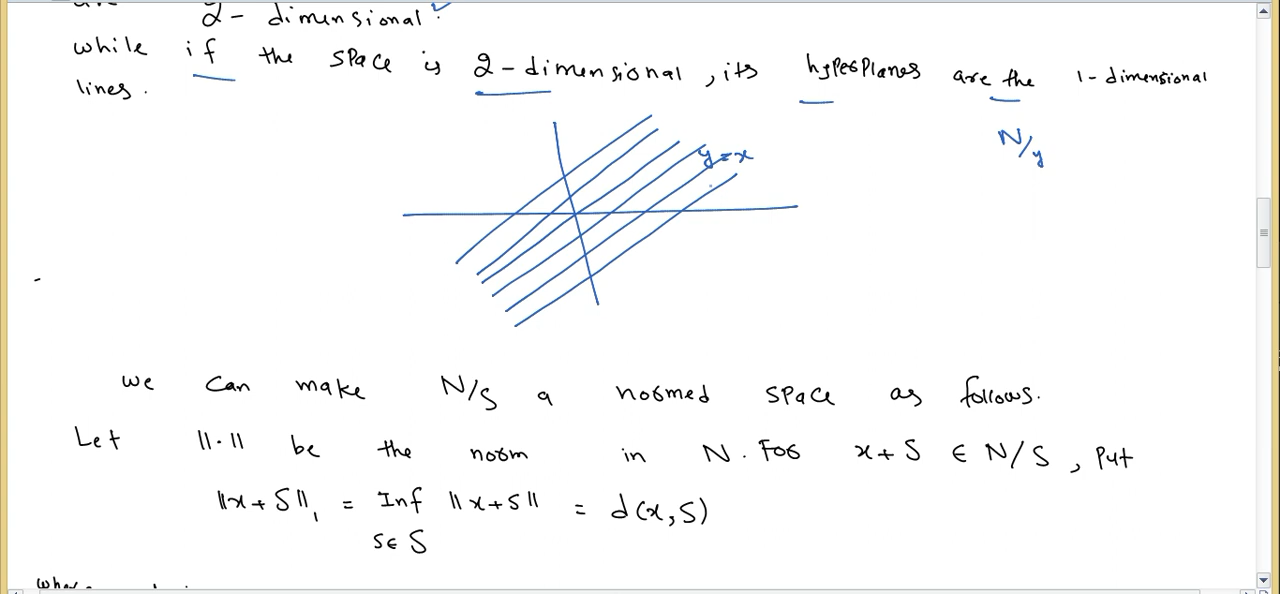 2- dimensional.
while if the space is 2-dimensional, its hyperplanes are the 1-dimensional
lines.
N/y
y=x
we can make N/S a normed space as follows.
Let ||.|| be the norm in N. For x+S ∈ N/S, put
||x+S||₁ = Inf ||x+s|| = d(x,S)
s∈S